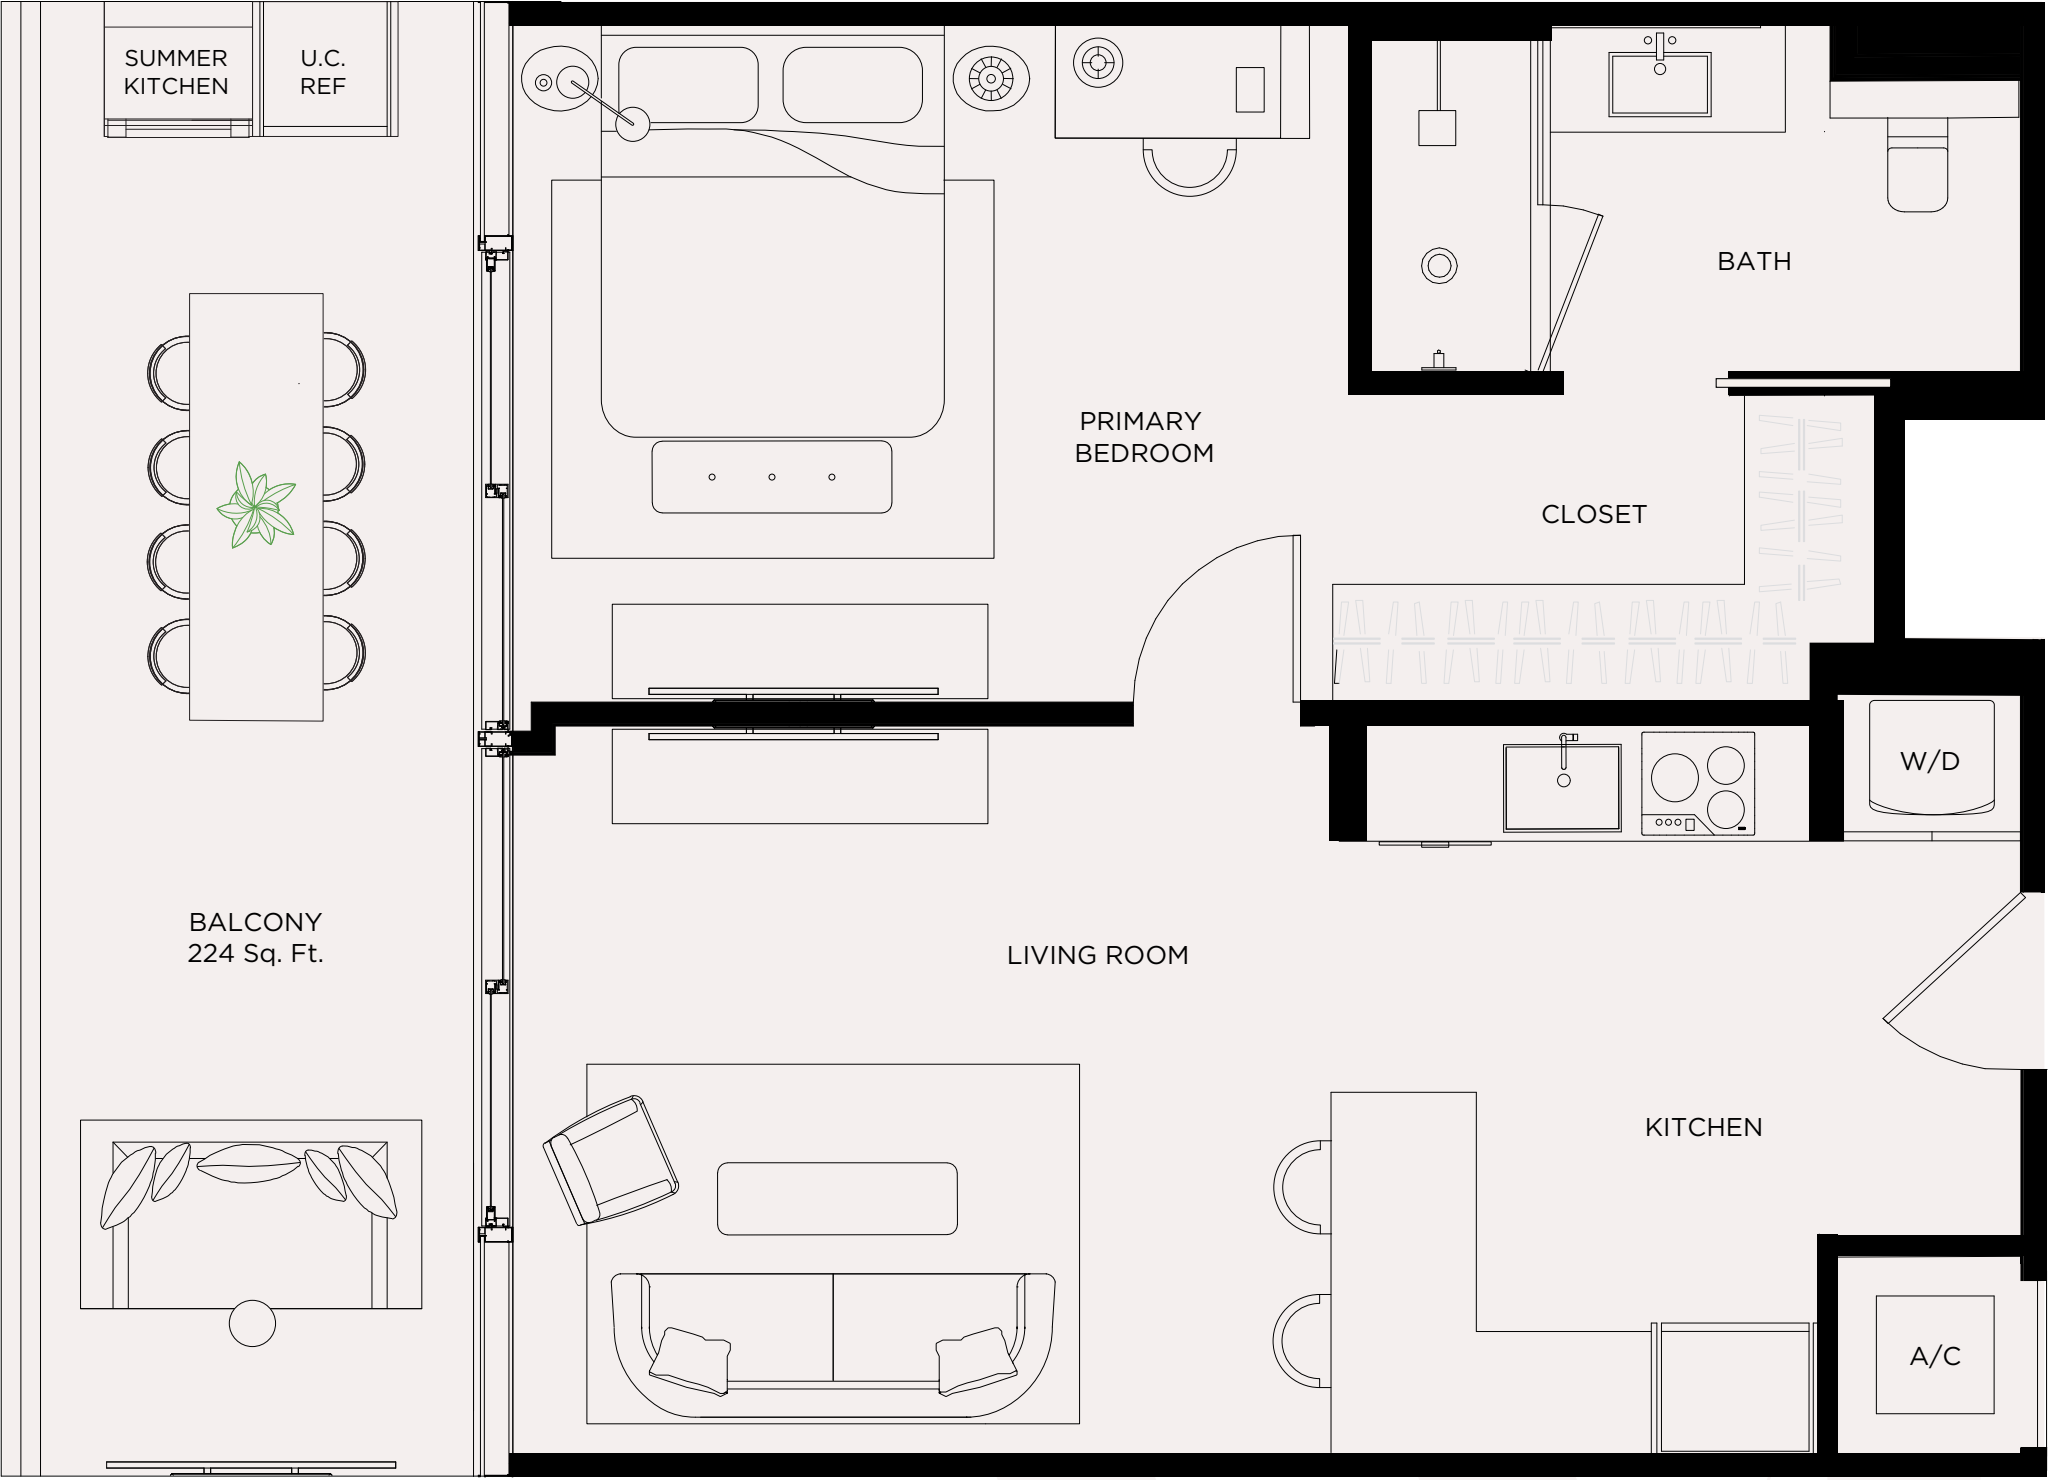 SUMMER
KITCHEN
U.C.
REF
BATH
PRIMARY
BEDROOM
CLOSET
W/D
BALCONY
224 Sq. Ft.
LIVING ROOM
KITCHEN
A/C